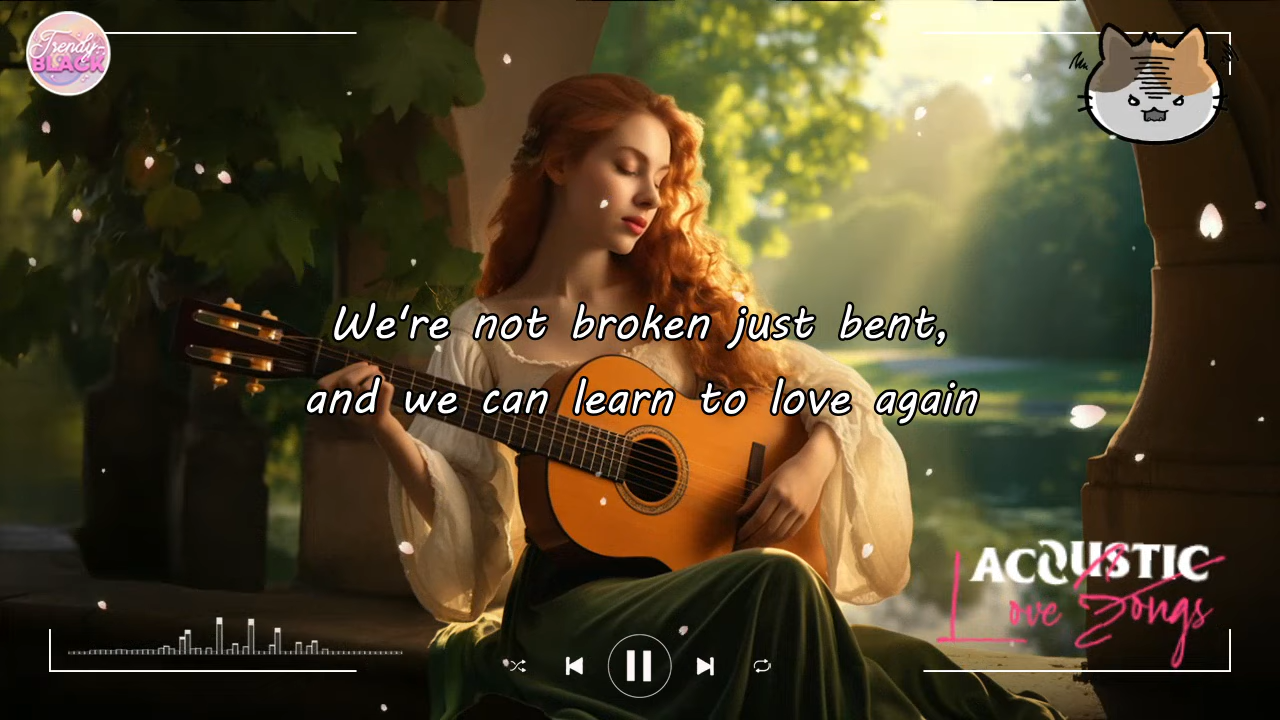 Trendy
BLACK
We're not broken just bent,
and we can learn to love again
ACOUSTIC
Love Songs